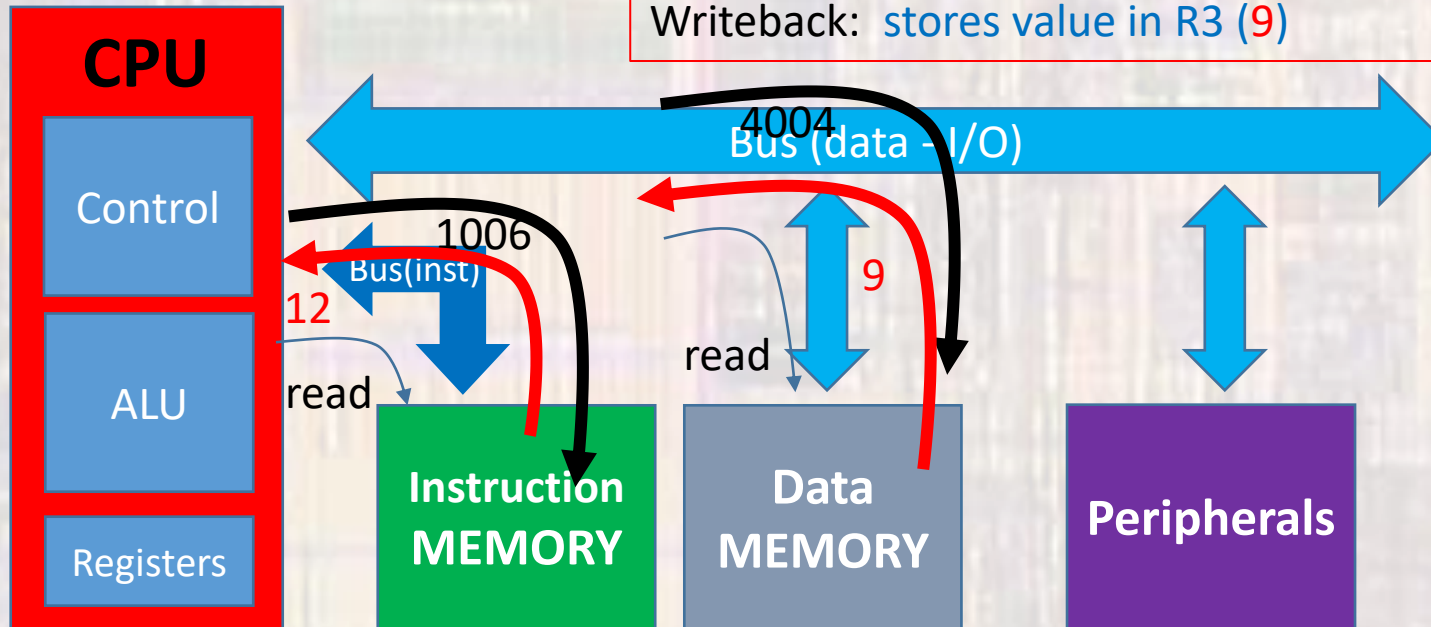 Writeback: stores value in R3 (9)
CPU
4004
Bus (data - I/O)
Control
1006
Bus(inst)
12
9
read
read
ALU
Instruction
MEMORY
Data
MEMORY
Peripherals
Registers